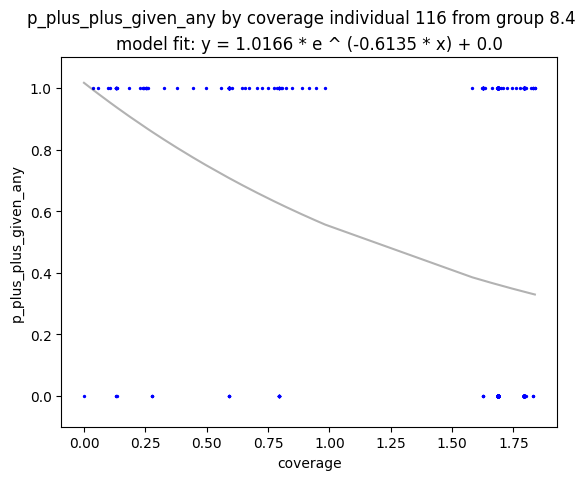 p_plus_plus_given_any by coverage individual 116 from group 8.4
model fit: y = 1.0166 * e ^ (-0.6135 * x) + 0.0
1.0
0.8
0.6
0.4
0.2
0.0
p_plus_plus_given_any
0.00 0.25 0.50 0.75 1.00 1.25 1.50 1.75
coverage